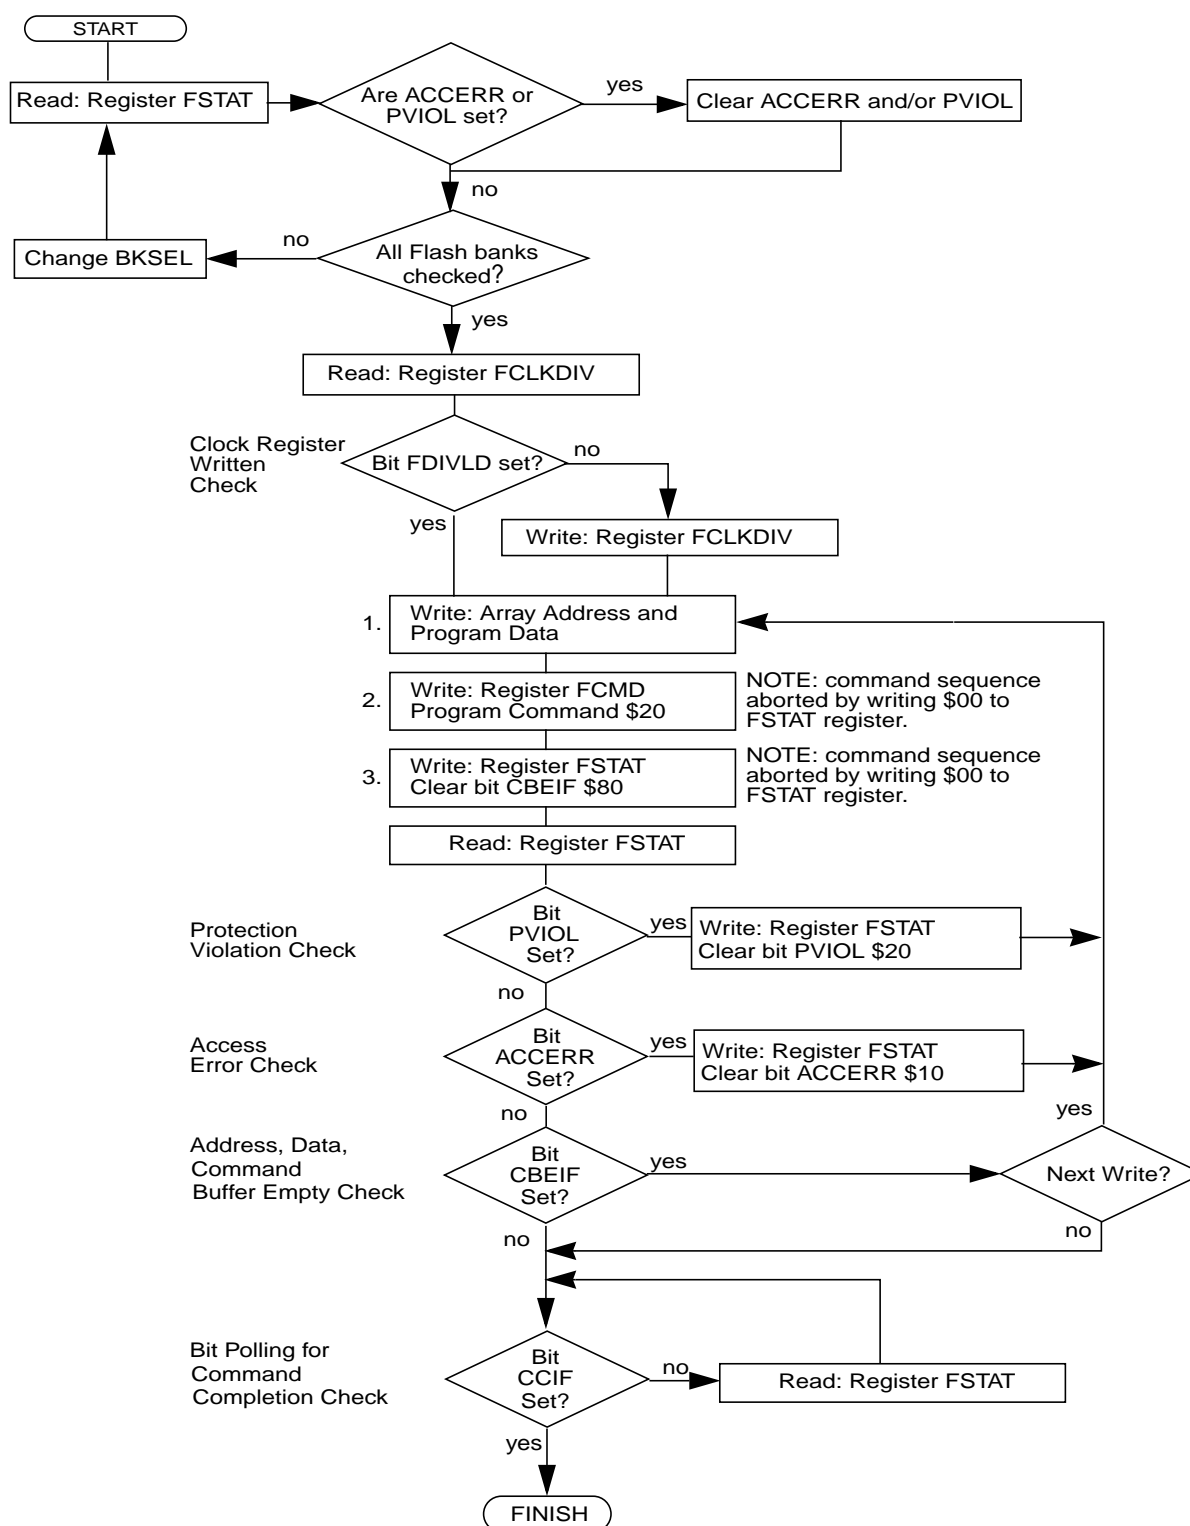 START
Read: Register FSTAT
Are ACCERR or
PVIOL set?
yes
Clear ACCERR and/or PVIOL
no
Change BKSEL
no
All Flash banks
checked?
yes
Read: Register FCLKDIV
Clock Register
Written
Check
Bit FDIVLD set?
no
yes
Write: Register FCLKDIV
1.
Write: Array Address and
Program Data
2.
Write: Register FCMD
Program Command $20
NOTE: command sequence
aborted by writing $00 to
FSTAT register.
3.
Write: Register FSTAT
Clear bit CBEIF $80
NOTE: command sequence
aborted by writing $00 to
FSTAT register.
Read: Register FSTAT
Protection
Violation Check
Bit
PVIOL
Set?
yes
Write: Register FSTAT
Clear bit PVIOL $20
no
Access
Error Check
Bit
ACCERR
Set?
yes
Write: Register FSTAT
Clear bit ACCERR $10
no
yes
Address, Data,
Command
Buffer Empty Check
Bit
CBEIF
Set?
yes
Next Write?
no
no
Bit Polling for
Command
Completion Check
Bit
CCIF
Set?
no
Read: Register FSTAT
yes
FINISH